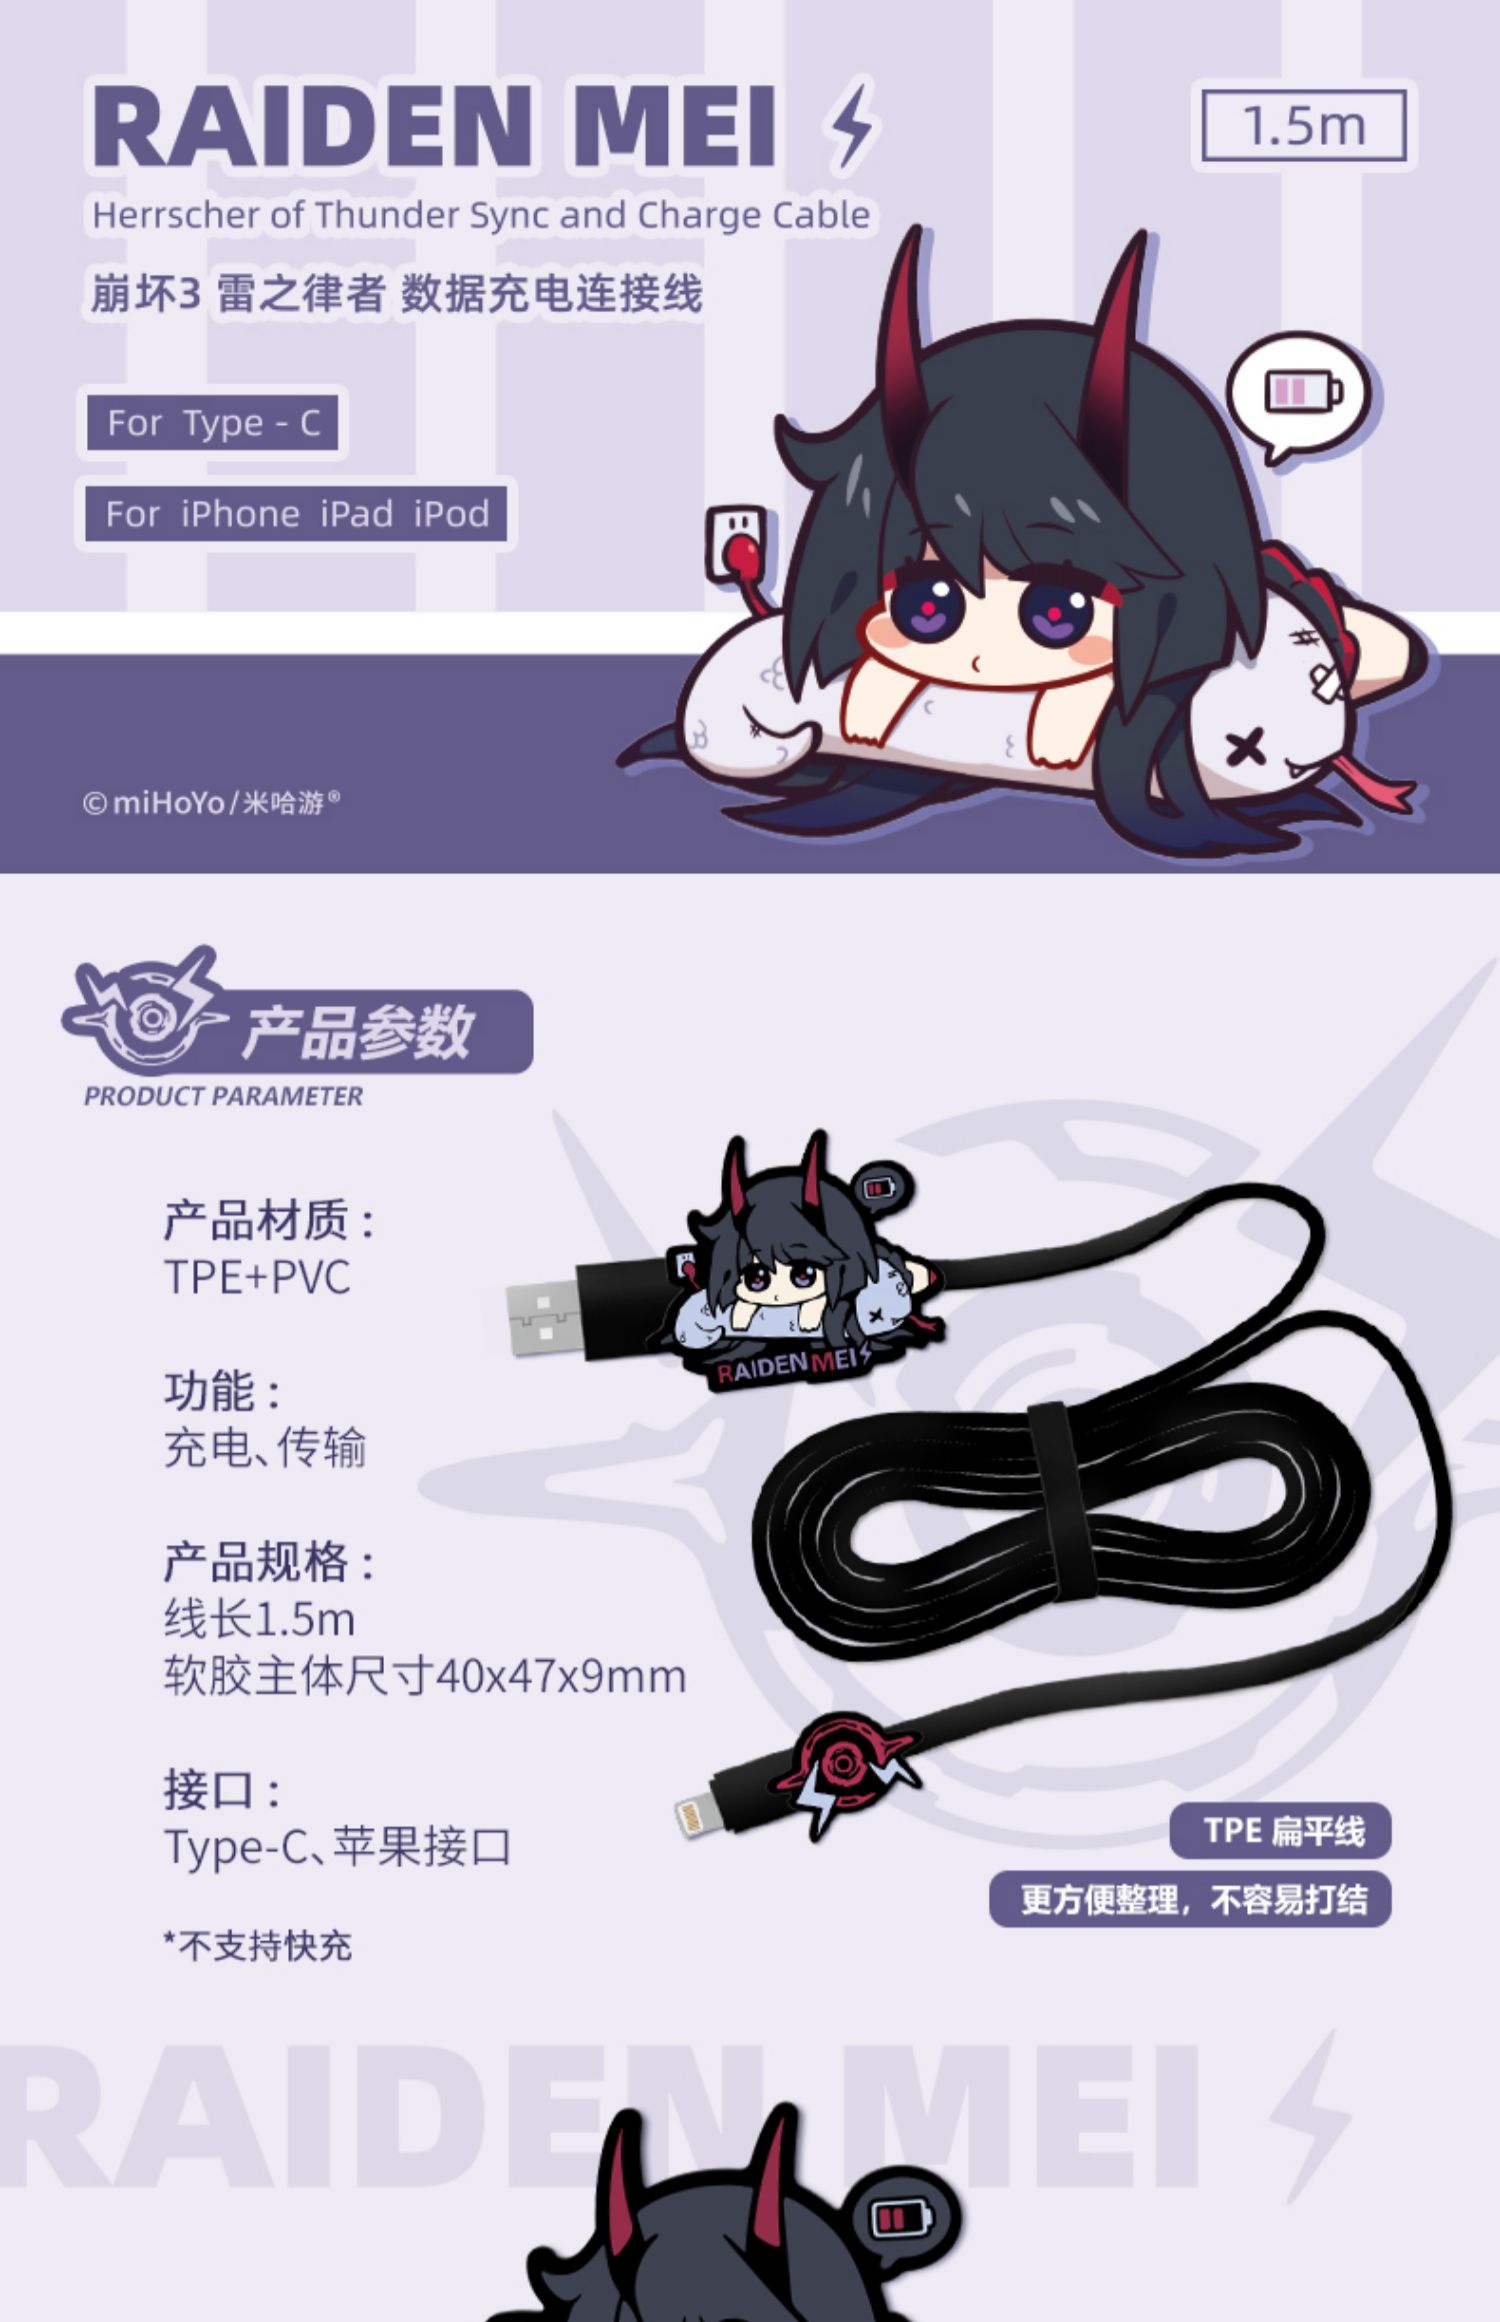 RAIDEN MEI
1.5m
Herrscher of Thunder Sync and Charge Cable
崩坏3 雷之律者 数据充电连接线
For Type - C
For iPhone iPad iPod
©miHoYo/米哈游®
产品参数
PRODUCT PARAMETER
产品材质：
TPE+PVC
功能：
充电、传输
产品规格：
线长1.5m
软胶主体尺寸40x47x9mm
接口：
Type-C、苹果接口
*不支持快充
RAIDEN MEI
TPE 扁平线
更方便整理，不容易打结
RAIDEN MEI